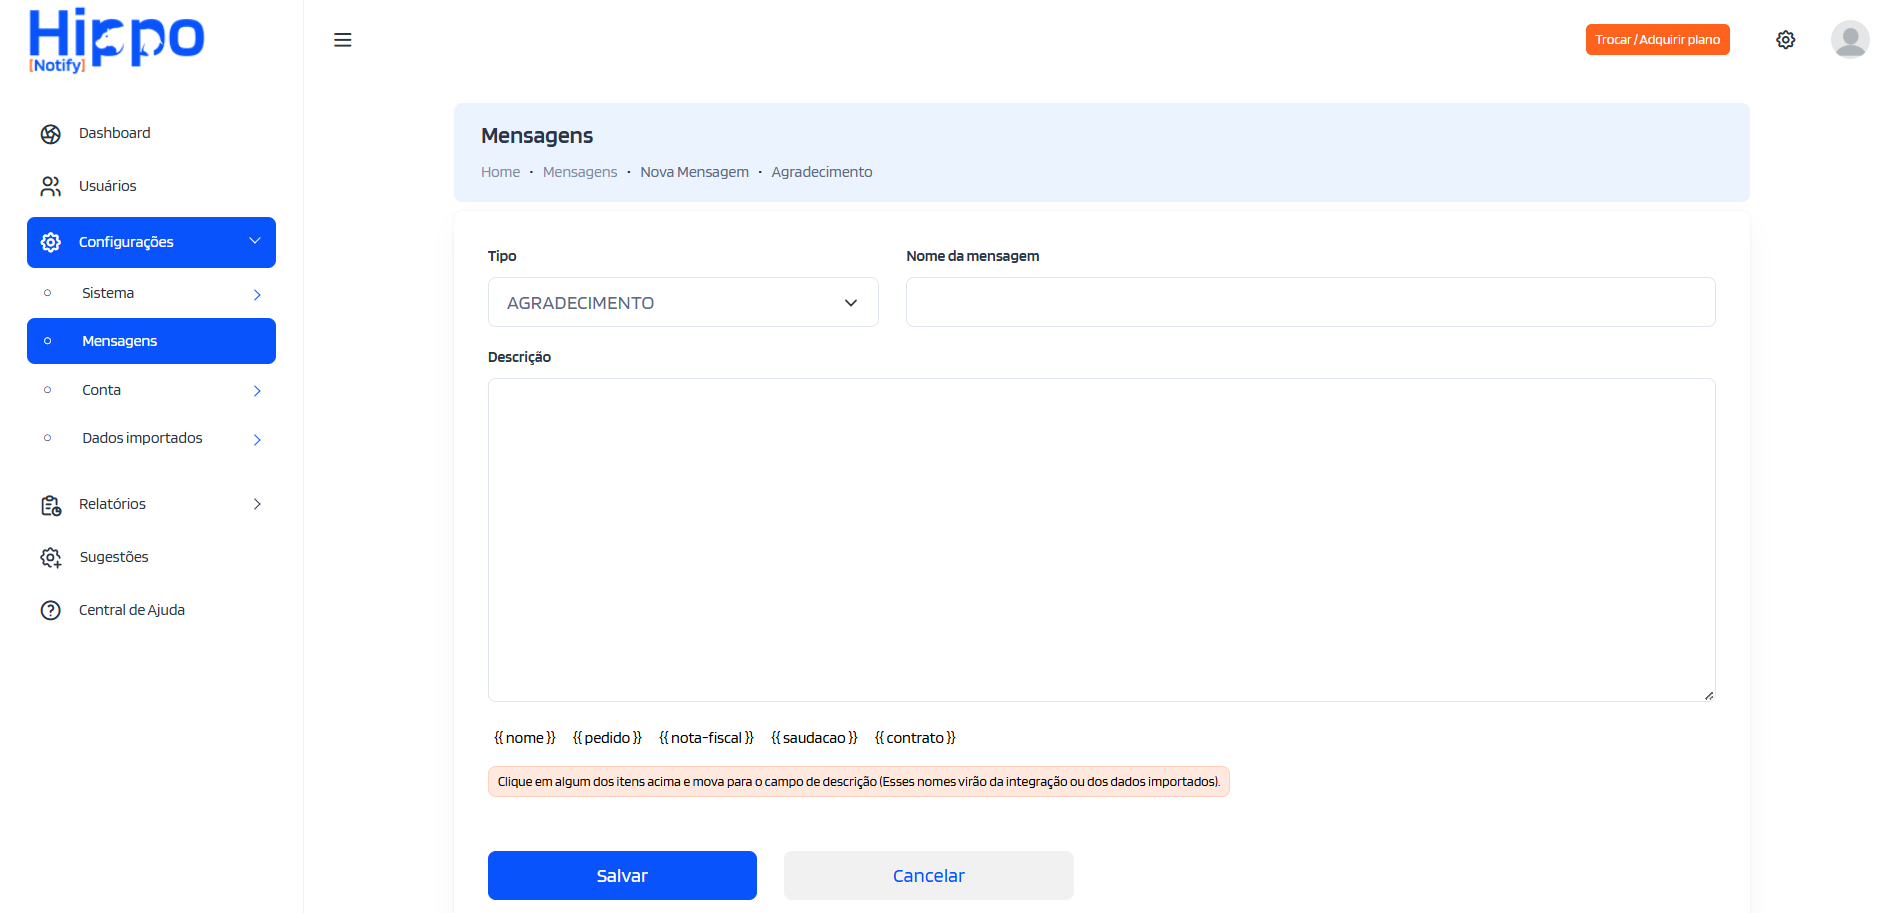 Hippo
[Notify]
Trocar / Adquirir plano
Dashboard
Usuários
Configurações
Sistema
Mensagens
Conta
Dados importados
Relatórios
Sugestões
Central de Ajuda
Mensagens
Home • Mensagens • Nova Mensagem • Agradecimento
Tipo
AGRADECIMENTO
Nome da mensagem
Descrição
{{ nome }} {{ pedido }} {{ nota-fiscal }} {{ saudacao }} {{ contrato }}
Clique em algum dos itens acima e mova para o campo de descrição (Esses nomes virão da integração ou dos dados importados).
Salvar
Cancelar